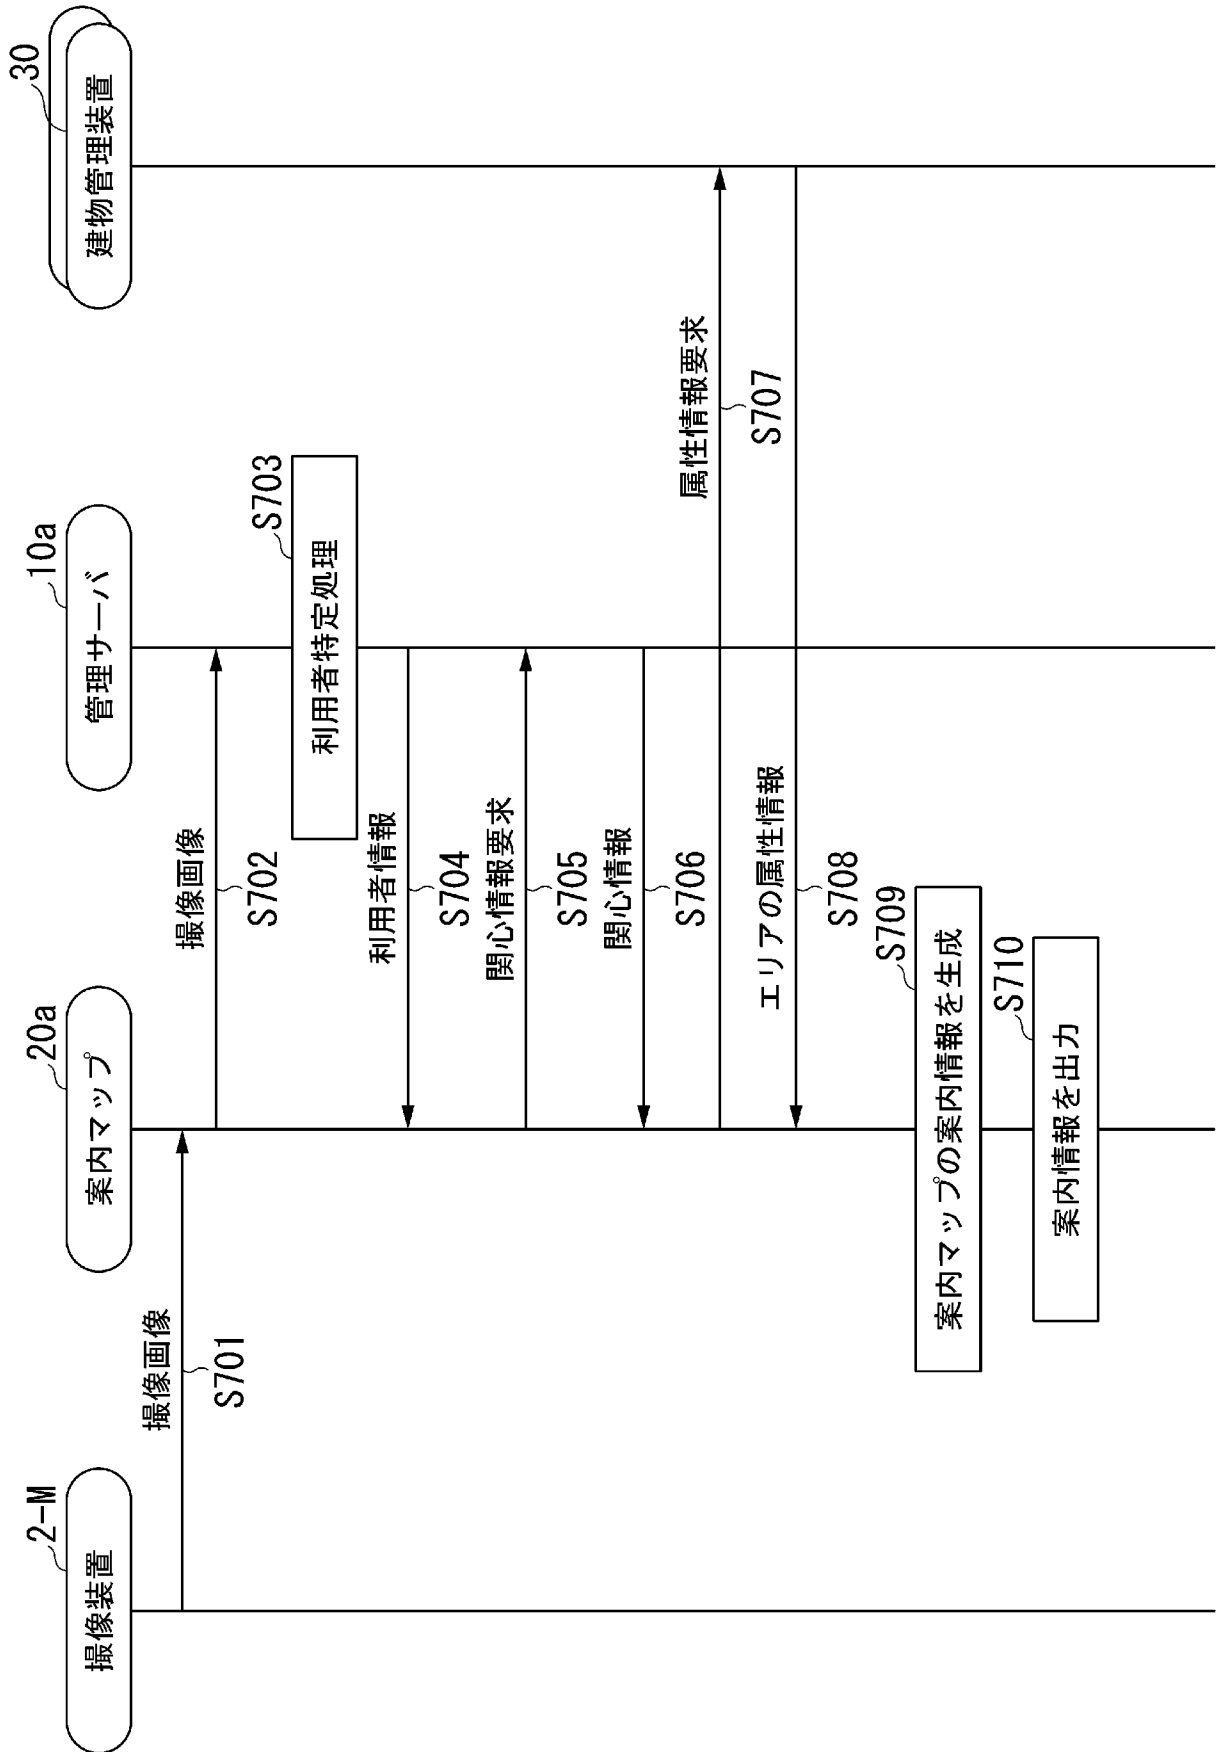 撮像装置
2-M
案内マップ
20a
管理サーバ
10a
建物管理装置
30
撮像画像
S701
撮像画像
S702
利用者特定処理
S703
利用者情報
S704
関心情報要求
S705
関心情報
S706
属性情報要求
S707
エリアの属性情報
S708
案内マップの案内情報を生成
S709
案内情報を出力
S710